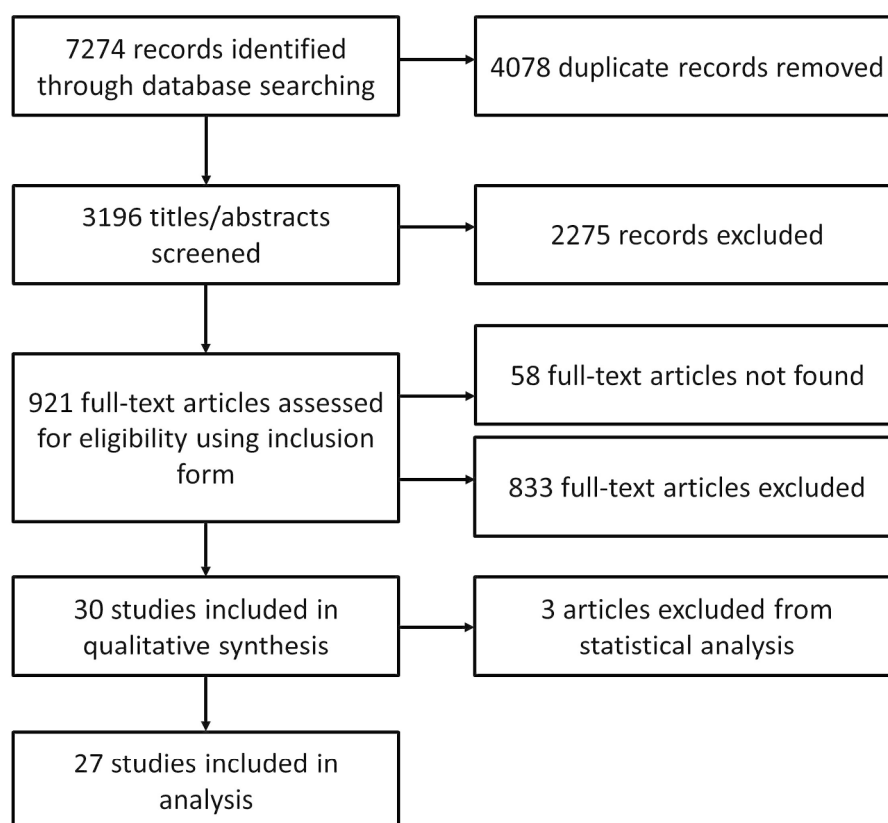 7274 records identified
through database searching
4078 duplicate records removed
3196 titles/abstracts
screened
2275 records excluded
921 full-text articles assessed
for eligibility using inclusion
form
58 full-text articles not found
833 full-text articles excluded
30 studies included in
qualitative synthesis
3 articles excluded from
statistical analysis
27 studies included in
analysis